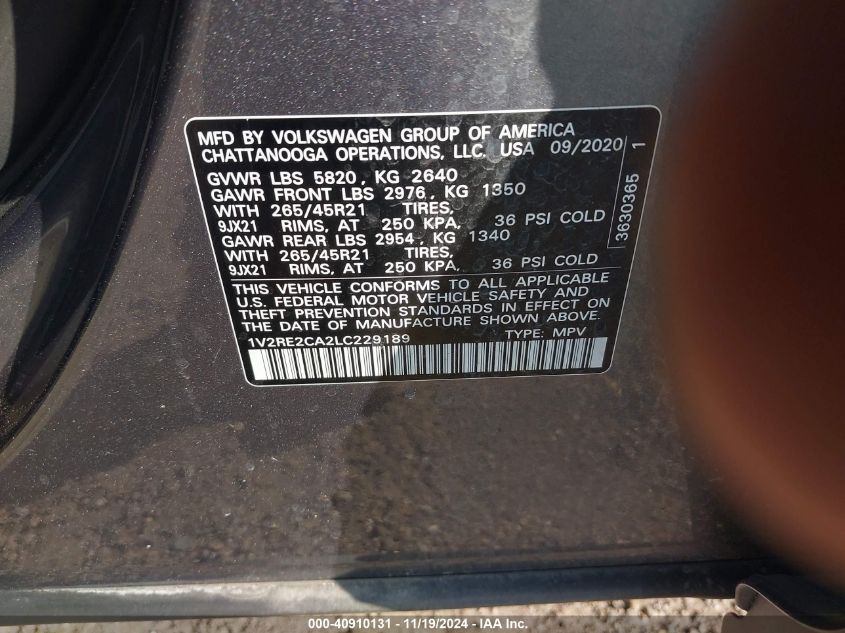 MFD BY VOLKSWAGEN GROUP OF AMERICA
CHATTANOOGA OPERATIONS, LLC. USA 09/2020
GVWR LBS 5820, KG 2640
GAWR FRONT LBS 2976, KG 1350
WITH 265/45R21 TIRES,
9JX21 RIMS, AT 250 KPA, 36 PSI COLD
GAWR REAR LBS 2954, KG 1340
WITH 265/45R21 TIRES,
9JX21 RIMS, AT 250 KPA, 36 PSI COLD
THIS VEHICLE CONFORMS TO ALL APPLICABLE
U.S. FEDERAL MOTOR VEHICLE SAFETY AND
THEFT PREVENTION STANDARDS IN EFFECT ON
THE DATE OF MANUFACTURE SHOWN ABOVE.
1V2RE2CA2LC229189 TYPE: MPV
3630365 1
000-40910131 - 11/19/2024 - IAA Inc.